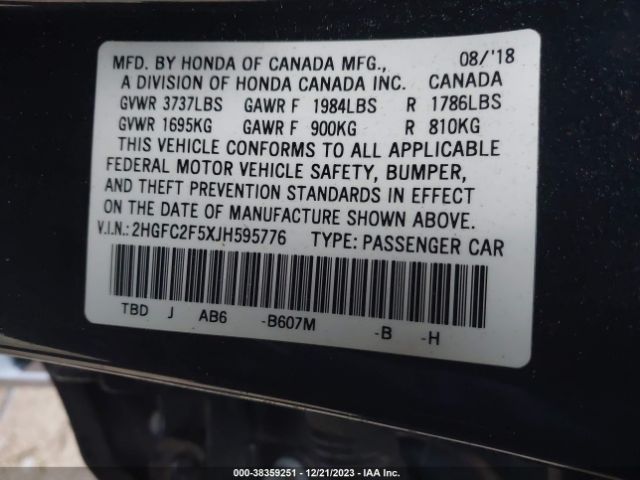 MFD. BY HONDA OF CANADA MFG., 08/'18
A DIVISION OF HONDA CANADA INC. CANADA
GVWR 3737LBS GAWR F 1984LBS R 1786LBS
GVWR 1695KG GAWR F 900KG R 810KG
THIS VEHICLE CONFORMS TO ALL APPLICABLE
FEDERAL MOTOR VEHICLE SAFETY, BUMPER,
AND THEFT PREVENTION STANDARDS IN EFFECT
ON THE DATE OF MANUFACTURE SHOWN ABOVE.
V.I.N.: 2HGFC2F5XJH595776 TYPE: PASSENGER CAR
TBD J AB6 -B607M -B -H
000-38359251 - 12/21/2023 - IAA Inc.